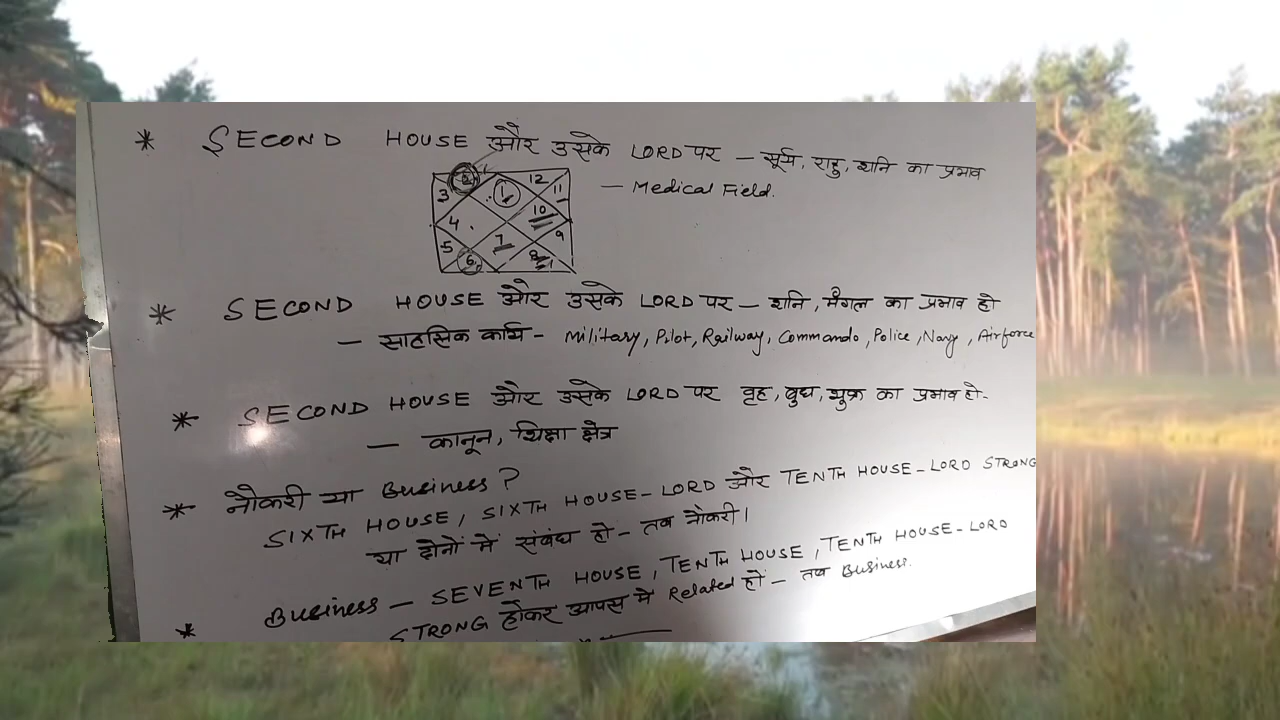 * SECOND HOUSE और उसके LORD पर – सूर्य, राहु, शनि का प्रभाव
– Medical Field.
2 1 12
3 11
4 10
5 7 9
6 8
* SECOND HOUSE और उसके LORD पर – शनि, मंगल का प्रभाव हो
– साहसिक कार्य – Military, Pilot, Railway, Commando, Police, Navy, Airforce
* SECOND HOUSE और उसके LORD पर वृह, बुध, शुक्र का प्रभाव हो-
– कानून, शिक्षा क्षेत्र
* नौकरी या Business?
SIXTH HOUSE, SIXTH HOUSE-LORD और TENTH HOUSE-LORD STRONG
या दोनों में संबंध हो – तब नौकरी।
Business – SEVENTH HOUSE, TENTH HOUSE, TENTH HOUSE-LORD
STRONG होकर आपस में Related हों – तब Business.
*